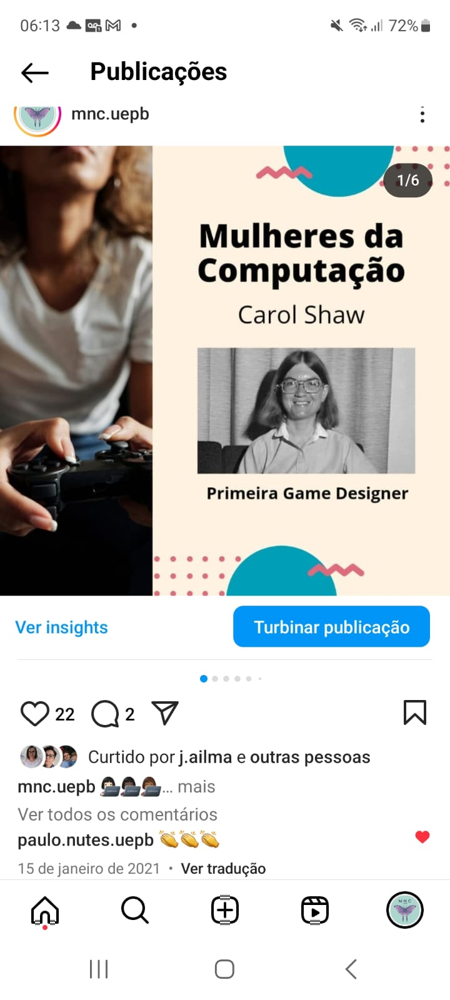 06:13
72%
Publicações
mnc.uepb
1/6
Mulheres da
Computação
Carol Shaw
Primeira Game Designer
Ver insights
Turbinar publicação
22
2
Curtido por j.ailma e outras pessoas
mnc.uepb 👩🏻‍💻👩🏿‍💻👩🏾‍💻... mais
Ver todos os comentários
paulo.nutes.uepb 👏👏👏
15 de janeiro de 2021 • Ver tradução
MNC